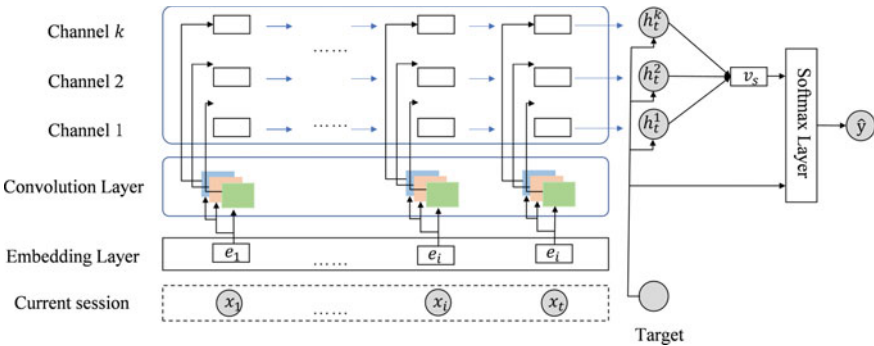 Channel k
......
h_t^k
Channel 2
h_t^2
v_s
Softmax Layer
ŷ
Channel 1
......
h_t^1
Convolution Layer
Embedding Layer
e_1
......
e_i
e_i
Current session
x_1
......
x_i
x_t
Target